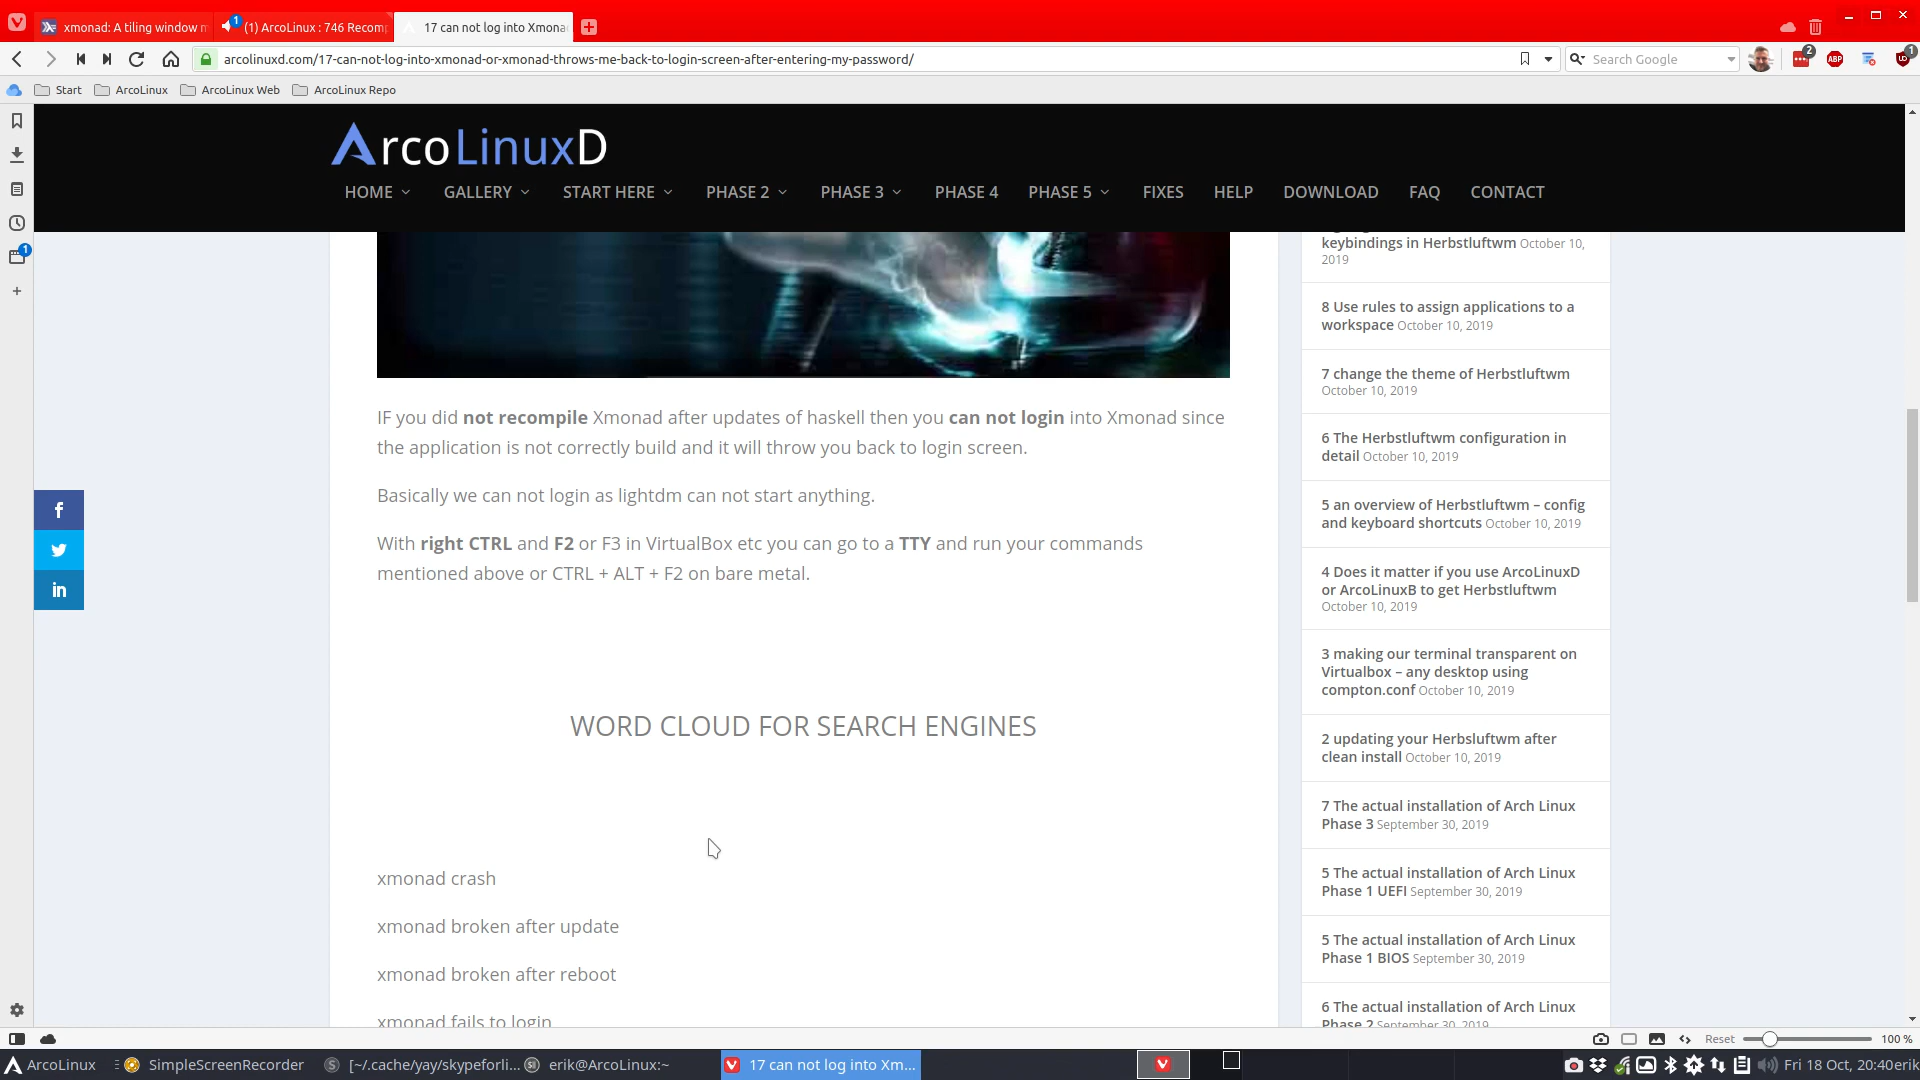 xmonad: A tiling window m
1
(1) ArcoLinux : 746 Recomp
17 can not log into Xmona
arcolinuxd.com/17-can-not-log-into-xmonad-or-xmonad-throws-me-back-to-login-screen-after-entering-my-password/
Search Google
2
ABP
1
Start
ArcoLinux
ArcoLinux Web
ArcoLinux Repo
ArcoLinuxD
HOME
GALLERY
START HERE
PHASE 2
PHASE 3
PHASE 4
PHASE 5
FIXES
HELP
DOWNLOAD
FAQ
CONTACT
1
IF you did not recompile Xmonad after updates of haskell then you can not login into Xmonad since
the application is not correctly build and it will throw you back to login screen.
Basically we can not login as lightdm can not start anything.
With right CTRL and F2 or F3 in VirtualBox etc you can go to a TTY and run your commands
mentioned above or CTRL + ALT + F2 on bare metal.
WORD CLOUD FOR SEARCH ENGINES
xmonad crash
xmonad broken after update
xmonad broken after reboot
xmonad fails to login
keybindings in Herbstluftwm October 10,
2019
8 Use rules to assign applications to a
workspace October 10, 2019
7 change the theme of Herbstluftwm
October 10, 2019
6 The Herbstluftwm configuration in
detail October 10, 2019
5 an overview of Herbstluftwm – config
and keyboard shortcuts October 10, 2019
4 Does it matter if you use ArcoLinuxD
or ArcoLinuxB to get Herbstluftwm
October 10, 2019
3 making our terminal transparent on
Virtualbox – any desktop using
compton.conf October 10, 2019
2 updating your Herbsluftwm after
clean install October 10, 2019
7 The actual installation of Arch Linux
Phase 3 September 30, 2019
5 The actual installation of Arch Linux
Phase 1 UEFI September 30, 2019
5 The actual installation of Arch Linux
Phase 1 BIOS September 30, 2019
6 The actual installation of Arch Linux
Phase 2 September 30, 2019
f
in
Reset
100 %
ArcoLinux
SimpleScreenRecorder
[~/.cache/yay/skypeforli...
erik@ArcoLinux:~
17 can not log into Xm...
Fri 18 Oct, 20:40
erik